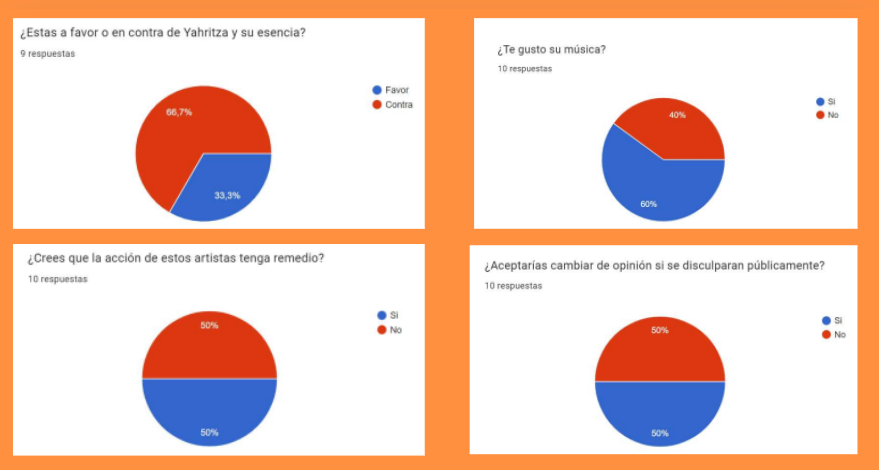 ¿Estas a favor o en contra de Yahritza y su esencia?
9 respuestas
Favor
Contra
66,7%
33,3%
¿Te gusto su música?
10 respuestas
Si
No
40%
60%
¿Crees que la acción de estos artistas tenga remedio?
10 respuestas
Si
No
50%
50%
¿Aceptarías cambiar de opinión si se disculparan públicamente?
10 respuestas
Si
No
50%
50%